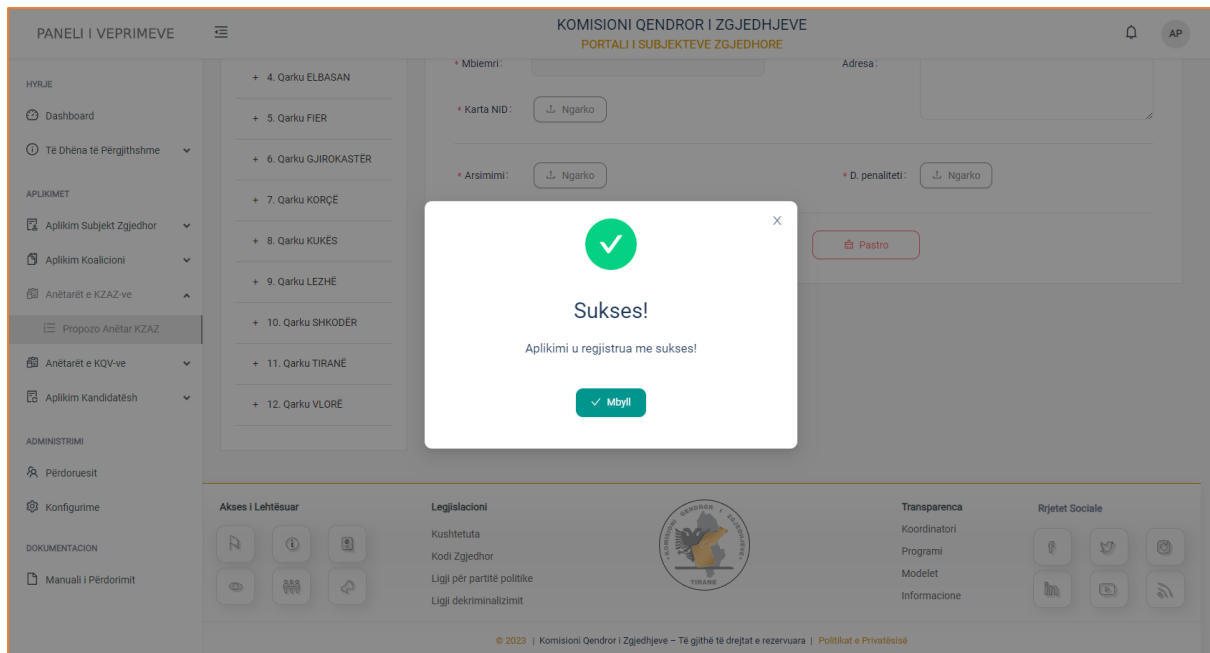 PANELI I VEPRIMEVE
KOMISIONI QENDROR I ZGJEDHJEVE
PORTALI I SUBJEKTEVE ZGJEDHORE
AP
HYRJE
Dashboard
Të Dhëna të Përgjithshme
APLIKIMET
Aplikim Subjekt Zgjedhor
Aplikim Koalicioni
Anëtarët e KZAZ-ve
Propozo Anëtar KZAZ
Anëtarët e KQV-ve
Aplikim Kandidatësh
ADMINISTRIMI
Përdoruesit
Konfigurime
DOKUMENTACION
Manuali i Përdorimit
+ 4. Qarku ELBASAN
+ 5. Qarku FIER
+ 6. Qarku GJIROKASTËR
+ 7. Qarku KORÇË
+ 8. Qarku KUKËS
+ 9. Qarku LEZHË
+ 10. Qarku SHKODËR
+ 11. Qarku TIRANË
+ 12. Qarku VLORË
* Mbiemri:
Adresa:
* Karta NID: Ngarko
* Arsimimi: Ngarko
* D. penaliteti: Ngarko
Pastro
X
Sukses!
Aplikimi u regjistrua me sukses!
Mbyll
Akses i Lehtësuar
Legjislacioni
Kushtetuta
Kodi Zgjedhor
Ligji për partitë politike
Ligji dekriminalizimit
KOMISIONI QENDROR I ZGJEDHJEVE
TIRANE
Transparenca
Koordinatori
Programi
Modelet
Informacione
Rrjetet Sociale
© 2023 | Komisioni Qendror i Zgjedhjeve – Të gjithë të drejtat e rezervuara | Politikat e Privatësisë